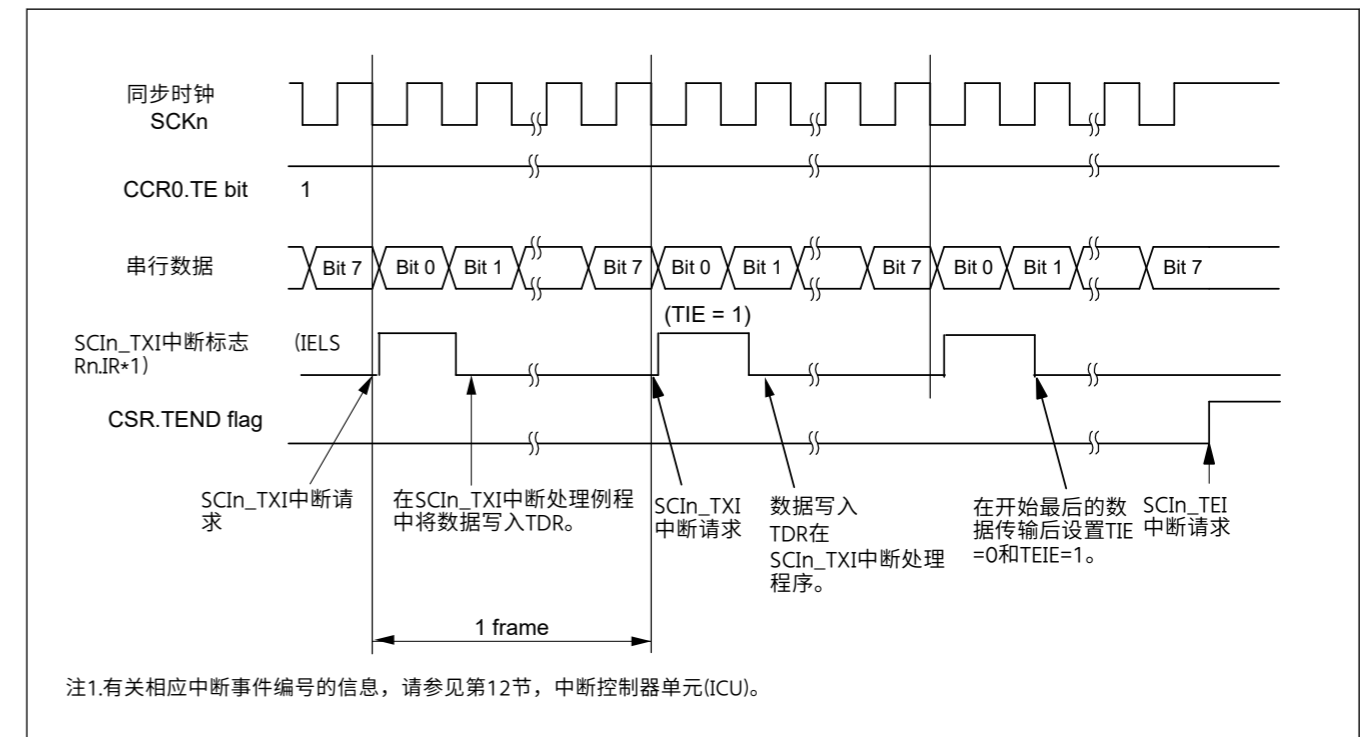 同步时钟
SCKn
CCR0.TE bit 1
串行数据
Bit 7 Bit 0 Bit 1 Bit 7 Bit 0 Bit 1 Bit 7 Bit 0 Bit 1 Bit 7
(TIE = 1)
SCIn_TXI中断标志 (IELS
Rn.IR*1)
CSR.TEND flag
SCIn_TXI中断请
求
在SCIn_TXI中断处理例程
中将数据写入TDR。
SCIn_TXI
中断请求
数据写入
TDR在
SCIn_TXI中断处理
程序。
在开始最后的数
据传输后设置TIE
=0和TEIE=1。
SCIn_TEI
中断请求
1 frame
注1.有关相应中断事件编号的信息，请参见第12节，中断控制器单元(ICU)。